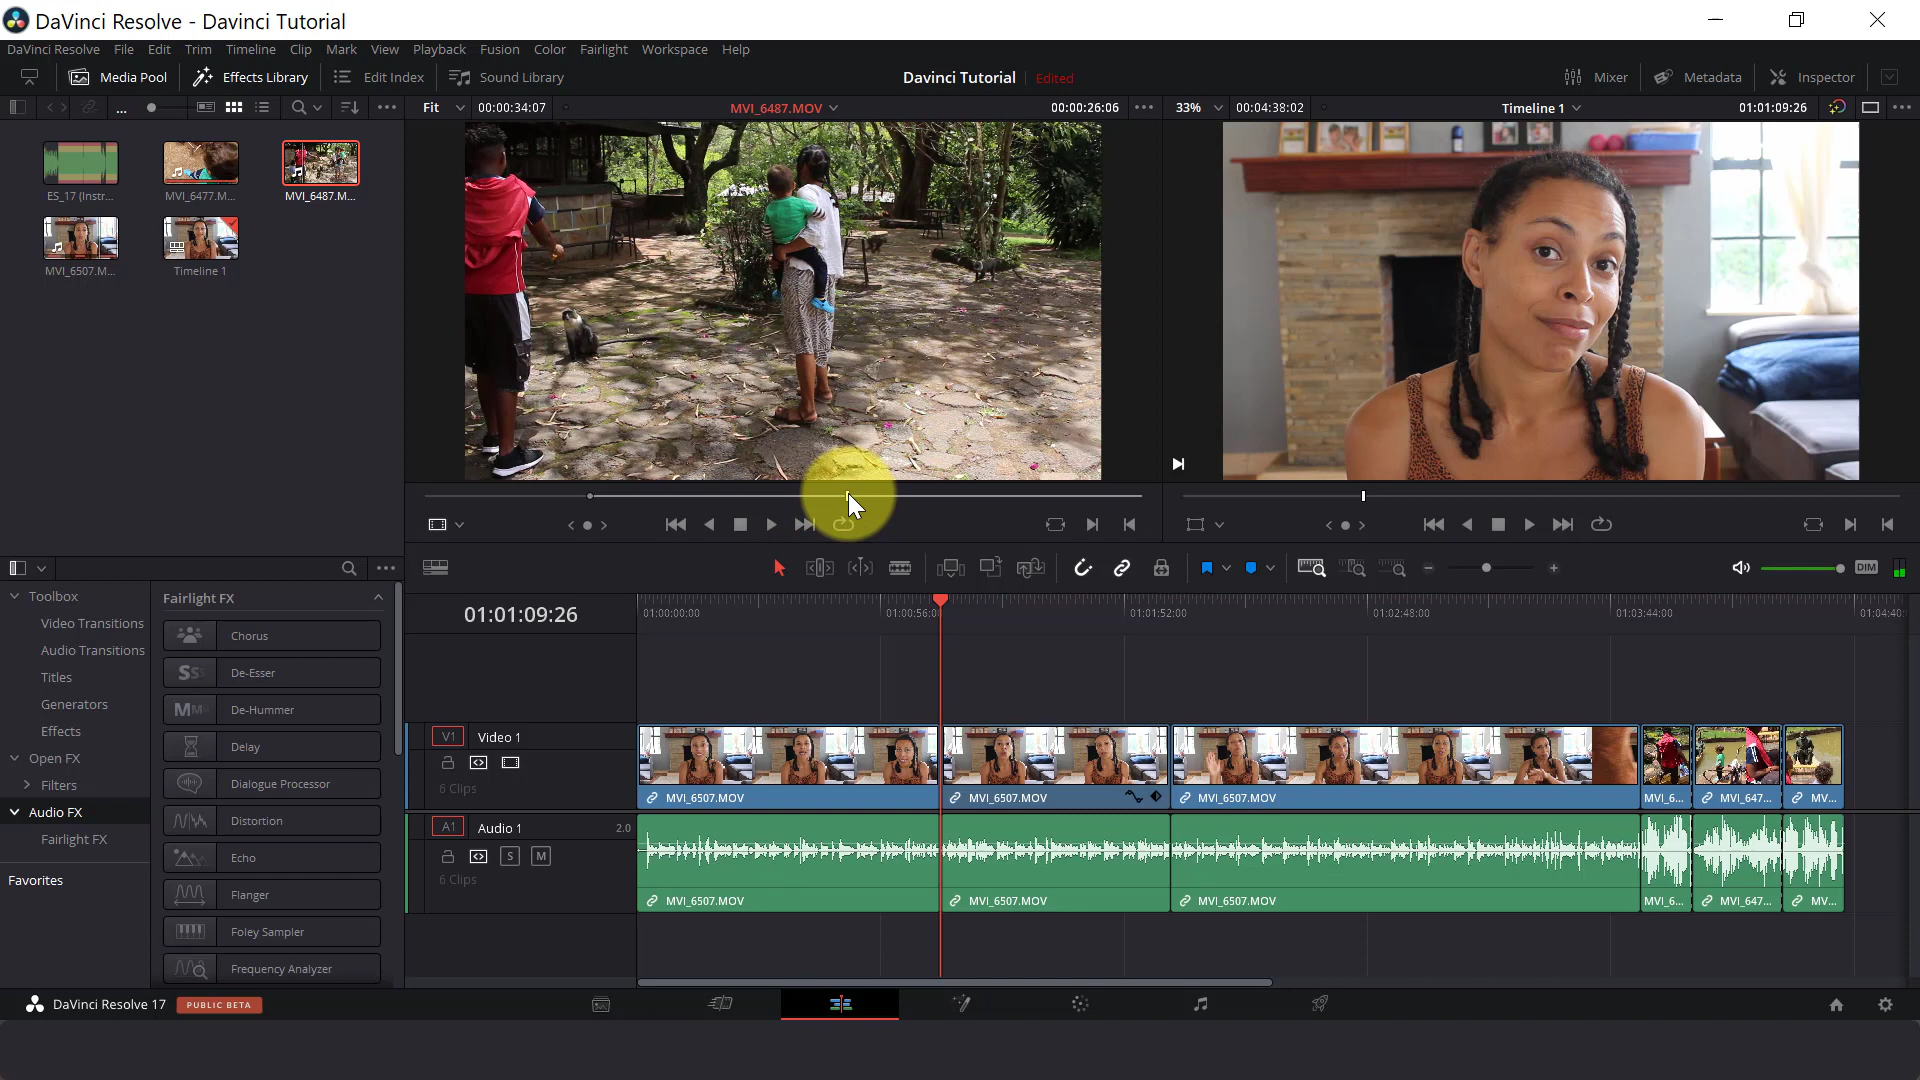 DaVinci Resolve - Davinci Tutorial
DaVinci Resolve File Edit Trim Timeline Clip Mark View Playback Fusion Color Fairlight Workspace Help
Media Pool Effects Library Edit Index Sound Library Davinci Tutorial Edited Mixer Metadata Inspector
... Fit 00:00:34:07 MVI_6487.MOV 00:00:26:06 33% 00:04:38:02 Timeline 1 01:01:09:26
ES_17 (Instr... MVI_6477.M... MVI_6487.M...
MVI_6507.M... Timeline 1
DIM
Toolbox
Video Transitions
Audio Transitions
Titles
Generators
Effects
Open FX
Filters
Audio FX
Fairlight FX
Favorites
Fairlight FX
Chorus
De-Esser
De-Hummer
Delay
Dialogue Processor
Distortion
Echo
Flanger
Foley Sampler
Frequency Analyzer
01:01:09:26
01:00:00:00 01:00:56:0 01:01:52:00 01:02:48:00 01:03:44:00 01:04:40:
V1 Video 1
6 Clips
MVI_6507.MOV MVI_6507.MOV MVI_6507.MOV MVI_6... MVI_647... MV...
A1 Audio 1 2.0
S M
6 Clips
MVI_6507.MOV MVI_6507.MOV MVI_6507.MOV MVI_6... MVI_647... MV...
DaVinci Resolve 17 PUBLIC BETA